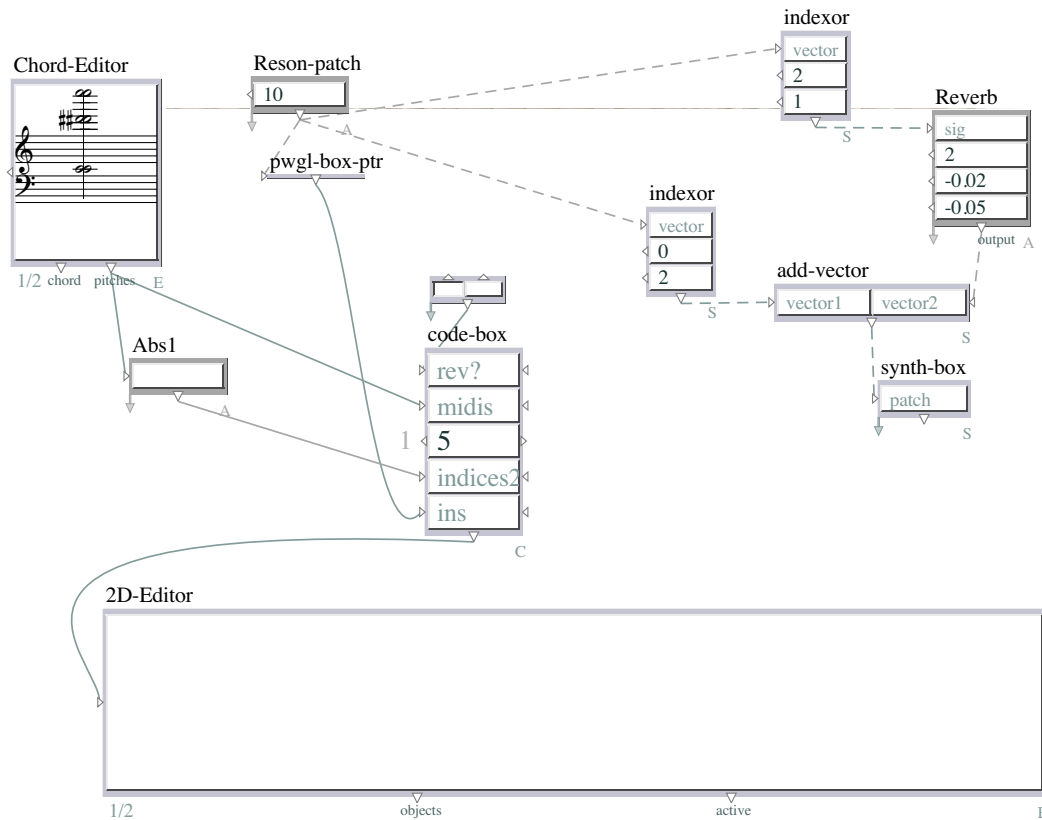 indexor
vector
2
1
S
Chord-Editor
1/2 chord pitches E
Reson-patch
10
A
pwgl-box-ptr
Reverb
sig
2
-0.02
-0.05
output A
indexor
vector
0
2
S
add-vector
vector1 vector2
S
Abs1
A
code-box
rev?
midis
1 5
indices2
ins
C
synth-box
patch
S
2D-Editor
1/2 objects active